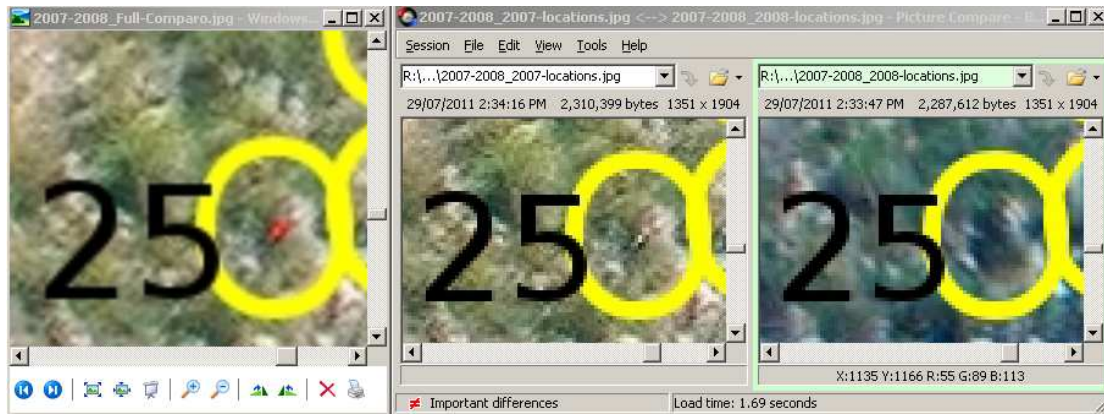 2007-2008_Full-Comparo.jpg - Windows...
25
2007-2008_2007-locations.jpg <--> 2007-2008_2008-locations.jpg - Picture Compare - B...
Session File Edit View Tools Help
R:\...\2007-2008_2007-locations.jpg
29/07/2011 2:34:16 PM 2,310,399 bytes 1351 x 1904
25
R:\...\2007-2008_2008-locations.jpg
29/07/2011 2:33:47 PM 2,287,612 bytes 1351 x 1904
25
X:1135 Y:1166 R:55 G:89 B:113
Important differences
Load time: 1.69 seconds